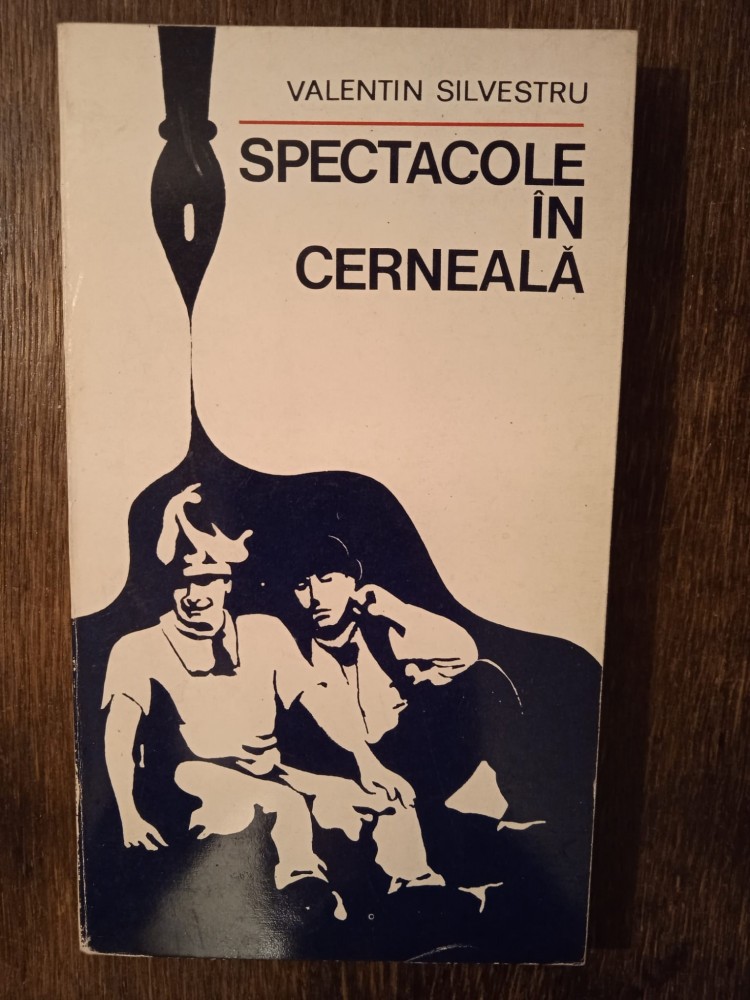 VALENTIN SILVESTRU
SPECTACOLE
ÎN
CERNEALĂ